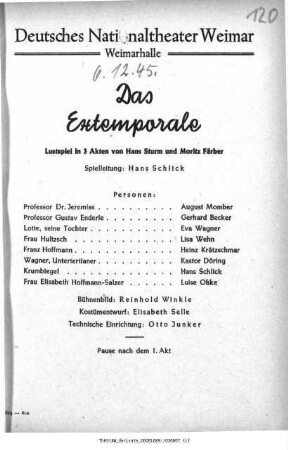 120
Deutsches Nati naltheater Weimar
Weimarhalle
6.12.45.
Das
Extemporale
Lustspiel in 3 Akten von Hans Sturm und Moritz Färber
Spielleitung: Hans Schlick
Personen:
Professor Dr. Jeremias . . . . . August Momber
Professor Gustav Enderle . . . . . Gerhard Becker
Lotte, seine Tochter . . . . . Eva Wagner
Frau Hultzsch . . . . . Lisa Wehn
Franz Hoffmann . . . . . Heinz Krätzschmar
Wagner, Untertertianer . . . . . Kastor Döring
Krumbiegel . . . . . Hans Schlick
Frau Elisabeth Hoffmann-Salzer . . . . . Luise Oßke
Bühnenbild: Reinhold Winkle
Kostümentwurf: Elisabeth Selle
Technische Einrichtung: Otto Junker
Pause nach dem 1. Akt